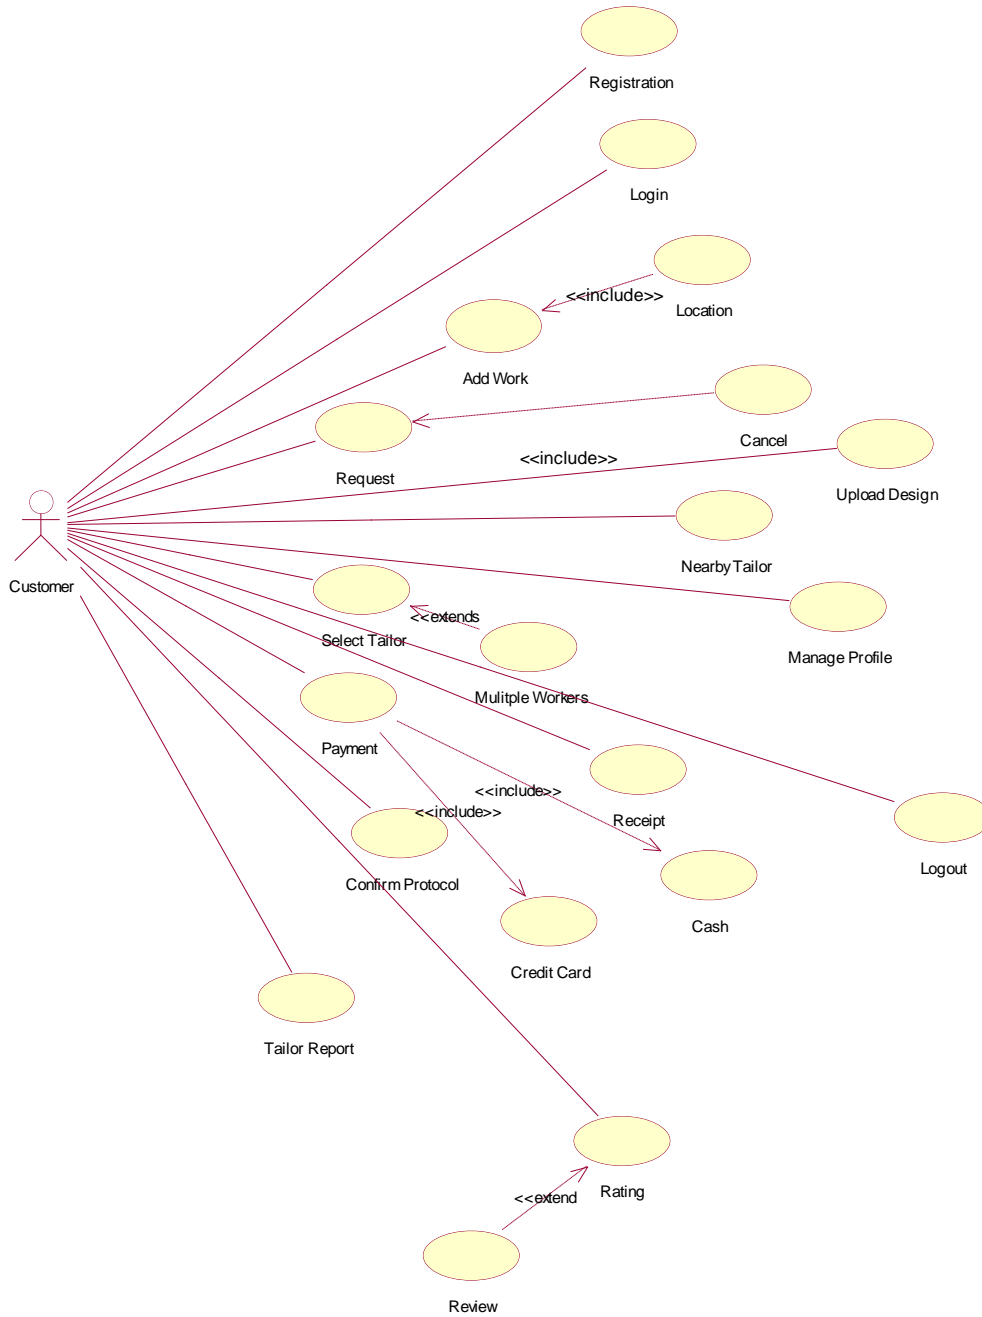 Registration
Login
<<include>>
Location
Add Work
Cancel
<<include>>
Request
Upload Design
Nearby Tailor
Customer
<<extends
Select Tailor
Manage Profile
Mulitple Workers
Payment
<<include>>
<<include>>
Receipt
Logout
Confirm Protocol
Cash
Credit Card
Tailor Report
Rating
<<extend
Review